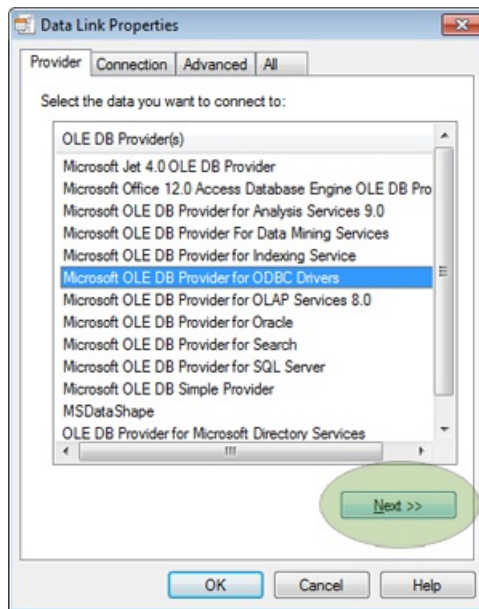 Data Link Properties
Provider Connection Advanced All
Select the data you want to connect to:
OLE DB Provider(s)
Microsoft Jet 4.0 OLE DB Provider
Microsoft Office 12.0 Access Database Engine OLE DB Pro
Microsoft OLE DB Provider for Analysis Services 9.0
Microsoft OLE DB Provider For Data Mining Services
Microsoft OLE DB Provider for Indexing Service
Microsoft OLE DB Provider for ODBC Drivers
Microsoft OLE DB Provider for OLAP Services 8.0
Microsoft OLE DB Provider for Oracle
Microsoft OLE DB Provider for Search
Microsoft OLE DB Provider for SQL Server
Microsoft OLE DB Simple Provider
MSDataShape
OLE DB Provider for Microsoft Directory Services
Next >>
OK Cancel Help